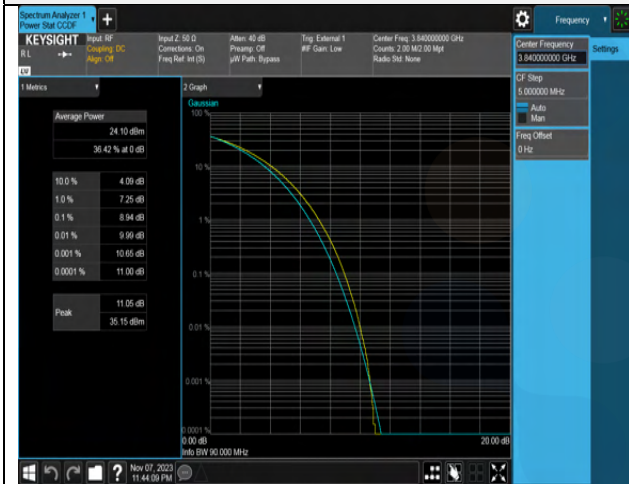 Spectrum Analyzer 1
Power Stat CCDF
Frequency
KEYSIGHT
RL
Input: RF
Coupling: DC
Align: Off
Input Z: 50 Ω
Corrections: On
Freq Ref: Int (S)
Atten: 40 dB
Preamp: Off
µW Path: Bypass
Trig: External 1
#IF Gain: Low
Center Freq: 3.840000000 GHz
Counts: 2.00 M/2.00 Mpt
Radio Std: None
Center Frequency
3.840000000 GHz
Settings
CF Step
5.000000 MHz
Auto
Man
Freq Offset
0 Hz
1 Metrics
Average Power
24.10 dBm
36.42 % at 0 dB
10.0 % 4.09 dB
1.0 % 7.25 dB
0.1 % 8.94 dB
0.01 % 9.99 dB
0.001 % 10.65 dB
0.0001 % 11.00 dB
Peak
11.05 dB
35.15 dBm
2 Graph
Gaussian
100 %
10 %
1 %
0.1 %
0.01 %
0.001 %
0.0001 %
0.00 dB
20.00 dB
Info BW 90.000 MHz
?
Nov 07, 2023
11:44:09 PM